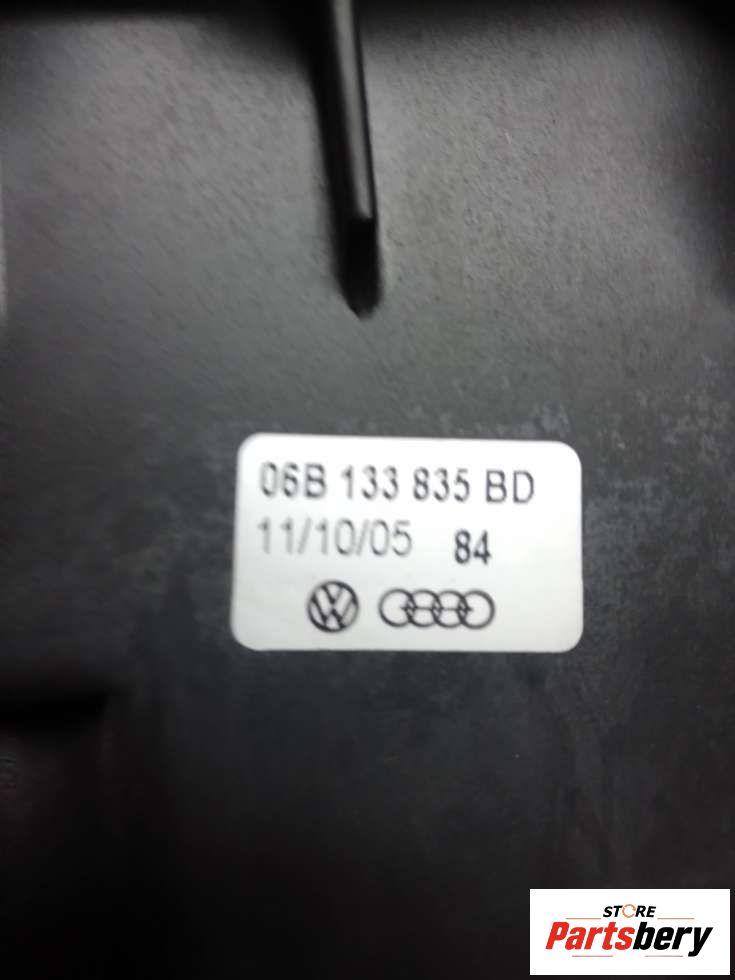 06B 133 835 BD
11/10/05 84
STORE
Partsbery